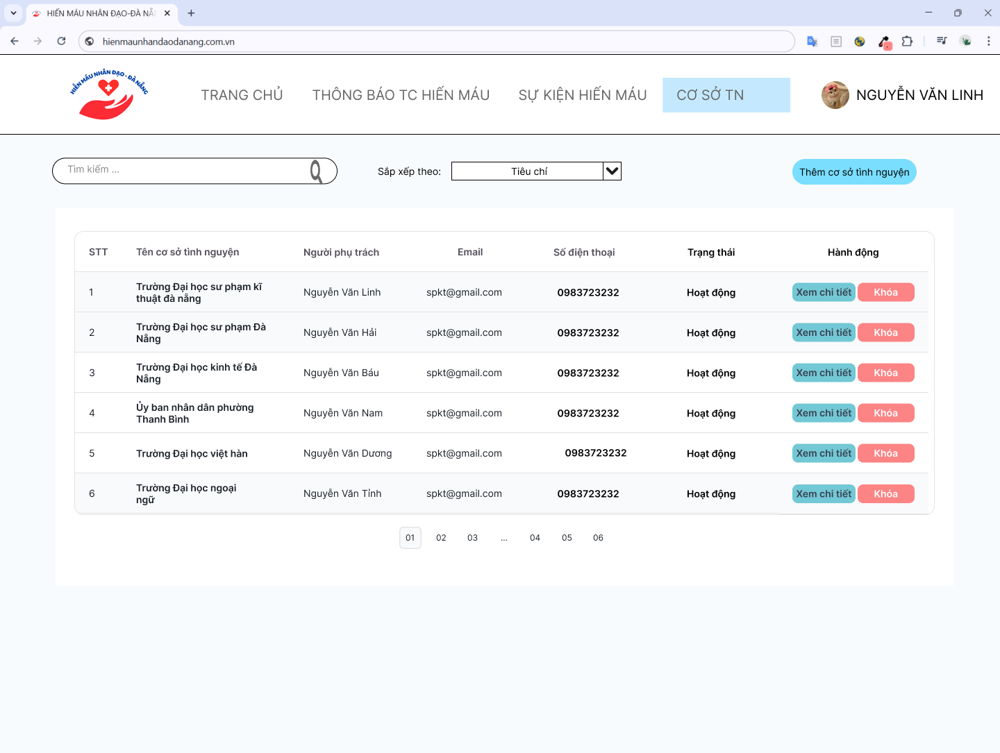 HIẾN MÁU NHÂN ĐẠO-ĐÀ NẴ
hienmaunhandaodanang.com.vn
HIẾN MÁU NHÂN ĐẠO - ĐÀ NẴNG
TRANG CHỦ
THÔNG BÁO TC HIẾN MÁU
SỰ KIỆN HIẾN MÁU
CƠ SỞ TN
NGUYỄN VĂN LINH
Tìm kiếm ...
Sắp xếp theo:
Tiêu chí
Thêm cơ sở tình nguyện
STT Tên cơ sở tình nguyện Người phụ trách Email Số điện thoại Trạng thái Hành động
1 Trường Đại học sư phạm kĩ
thuật đà nẵng Nguyễn Văn Linh spkt@gmail.com 0983723232 Hoạt động Xem chi tiết Khóa
2 Trường Đại học sư phạm Đà
Nẵng Nguyễn Văn Hải spkt@gmail.com 0983723232 Hoạt động Xem chi tiết Khóa
3 Trường Đại học kinh tế Đà
Nẵng Nguyễn Văn Báu spkt@gmail.com 0983723232 Hoạt động Xem chi tiết Khóa
4 Ủy ban nhân dân phường
Thanh Bình Nguyễn Văn Nam spkt@gmail.com 0983723232 Hoạt động Xem chi tiết Khóa
5 Trường Đại học việt hàn Nguyễn Văn Dương spkt@gmail.com 0983723232 Hoạt động Xem chi tiết Khóa
6 Trường Đại học ngoại
ngữ Nguyễn Văn Tỉnh spkt@gmail.com 0983723232 Hoạt động Xem chi tiết Khóa
01 02 03 ... 04 05 06